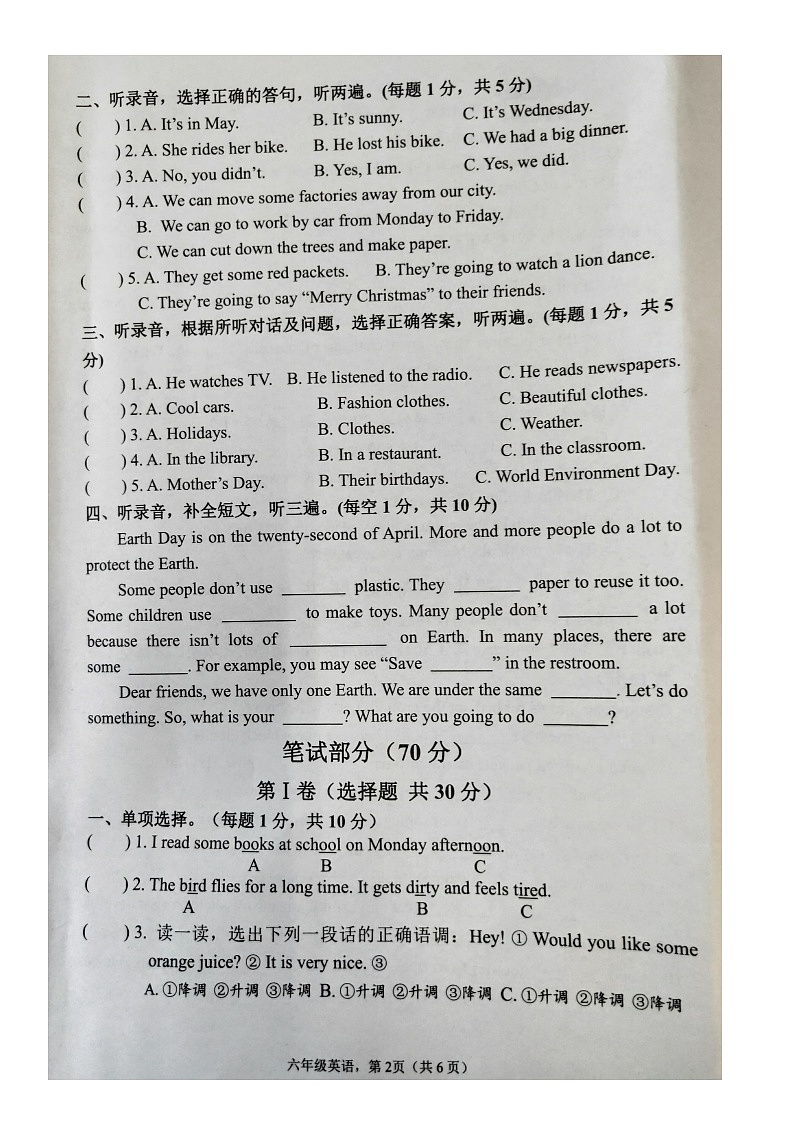 二、听录音，选择正确的答句，听两遍。(每题 1 分，共 5 分)
(    ) 1. A. It's in May.    B. It's sunny.    C. It's Wednesday.
(    ) 2. A. She rides her bike.    B. He lost his bike.    C. We had a big dinner.
(    ) 3. A. No, you didn't.    B. Yes, I am.    C. Yes, we did.
(    ) 4. A. We can move some factories away from our city.
B. We can go to work by car from Monday to Friday.
C. We can cut down the trees and make paper.
(    ) 5. A. They get some red packets.    B. They're going to watch a lion dance.
C. They're going to say “Merry Christmas” to their friends.
三、听录音，根据所听对话及问题，选择正确答案，听两遍。(每题 1 分，共 5
分)
(    ) 1. A. He watches TV.    B. He listened to the radio.    C. He reads newspapers.
(    ) 2. A. Cool cars.    B. Fashion clothes.    C. Beautiful clothes.
(    ) 3. A. Holidays.    B. Clothes.    C. Weather.
(    ) 4. A. In the library.    B. In a restaurant.    C. In the classroom.
(    ) 5. A. Mother's Day.    B. Their birthdays.    C. World Environment Day.
四、听录音，补全短文，听三遍。(每空 1 分，共 10 分)
Earth Day is on the twenty-second of April. More and more people do a lot to
protect the Earth.
Some people don't use _______ plastic. They _______ paper to reuse it too.
Some children use ________ to make toys. Many people don't ________ a lot
because there isn't lots of __________ on Earth. In many places, there are
some _______. For example, you may see “Save _______” in the restroom.
Dear friends, we have only one Earth. We are under the same _______. Let's do
something. So, what is your _______? What are you going to do _______?
笔试部分（70 分）
第Ⅰ卷（选择题 共 30 分）
一、单项选择。（每题 1 分，共 10 分）
(    ) 1. I read some books at school on Monday afternoon.
A    B    C
(    ) 2. The bird flies for a long time. It gets dirty and feels tired.
A    B    C
(    ) 3. 读一读，选出下列一段话的正确语调：Hey! ① Would you like some
orange juice? ② It is very nice. ③
A. ①降调 ②升调 ③降调 B. ①升调 ②升调 ③降调 C. ①升调 ②降调 ③降调
六年级英语，第 2页（共 6 页）